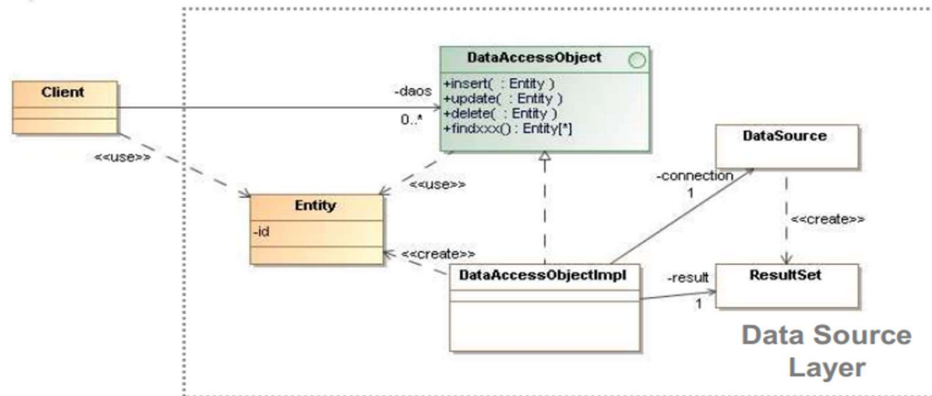 DataAccessObject
+insert( : Entity )
+update( : Entity )
+delete( : Entity )
+findxxx() : Entity[*]
Client
-daos
0..*
<<use>>
<<use>>
DataSource
-connection
1
Entity
-id
<<create>>
<<create>>
DataAccessObjectImpl
-result
1
ResultSet
Data Source
Layer